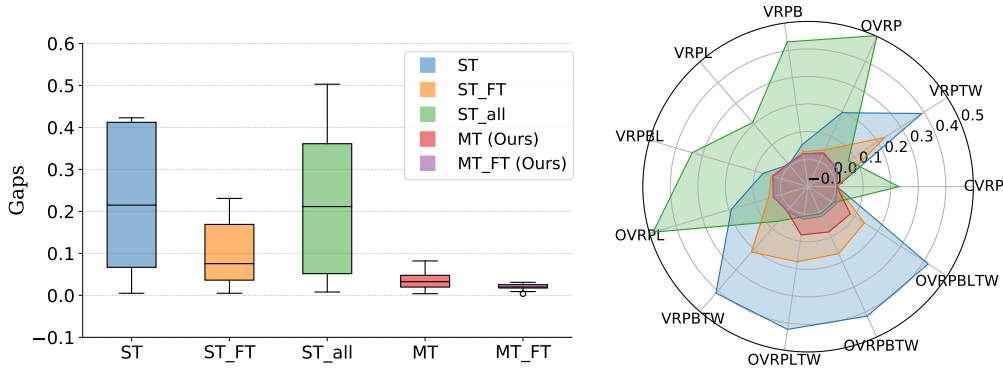 0.6
0.5
0.4
0.3
0.2
0.1
0.0
−0.1
Gaps
ST
ST_FT
ST_all
MT
MT_FT
ST
ST_FT
ST_all
MT (Ours)
MT_FT (Ours)
VRPB
OVRP
VRPL
VRPTW
0.5
0.4
0.3
0.2
0.1
0.0
−0.1
VRPBL
CVRP
OVRPL
OVRPBLTW
VRPBTW
OVRPBTW
OVRPLTW